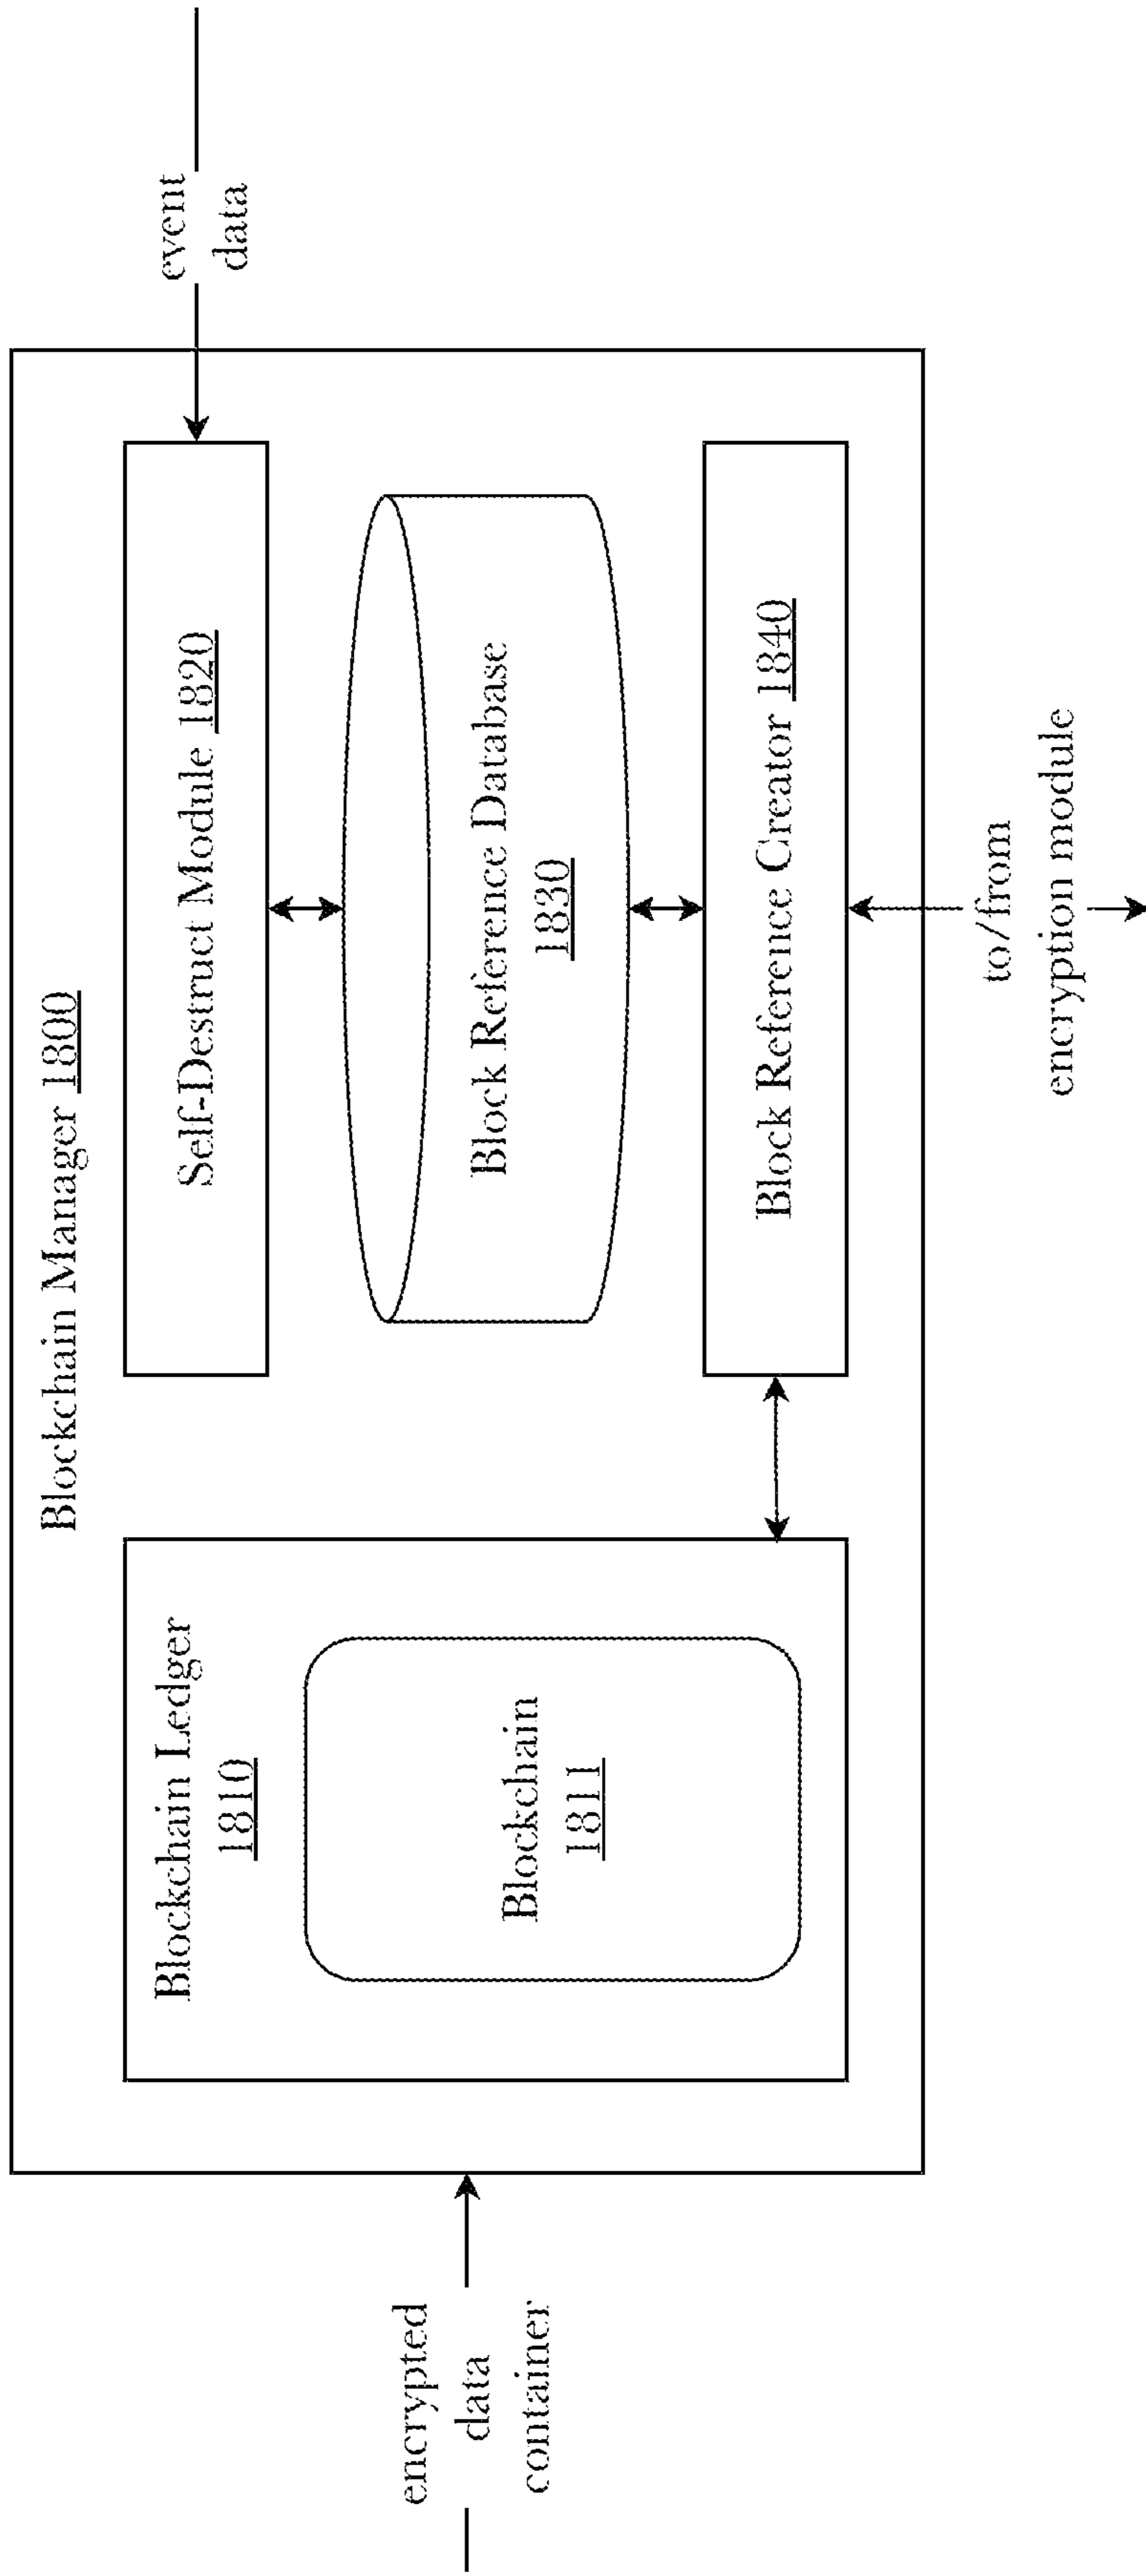 Blockchain Manager 1800
Blockchain Ledger
1810
Blockchain
1811
Self-Destruct Module 1820
Block Reference Database
1830
Block Reference Creator 1840
event
data
encrypted
data
container
to/from
encryption module